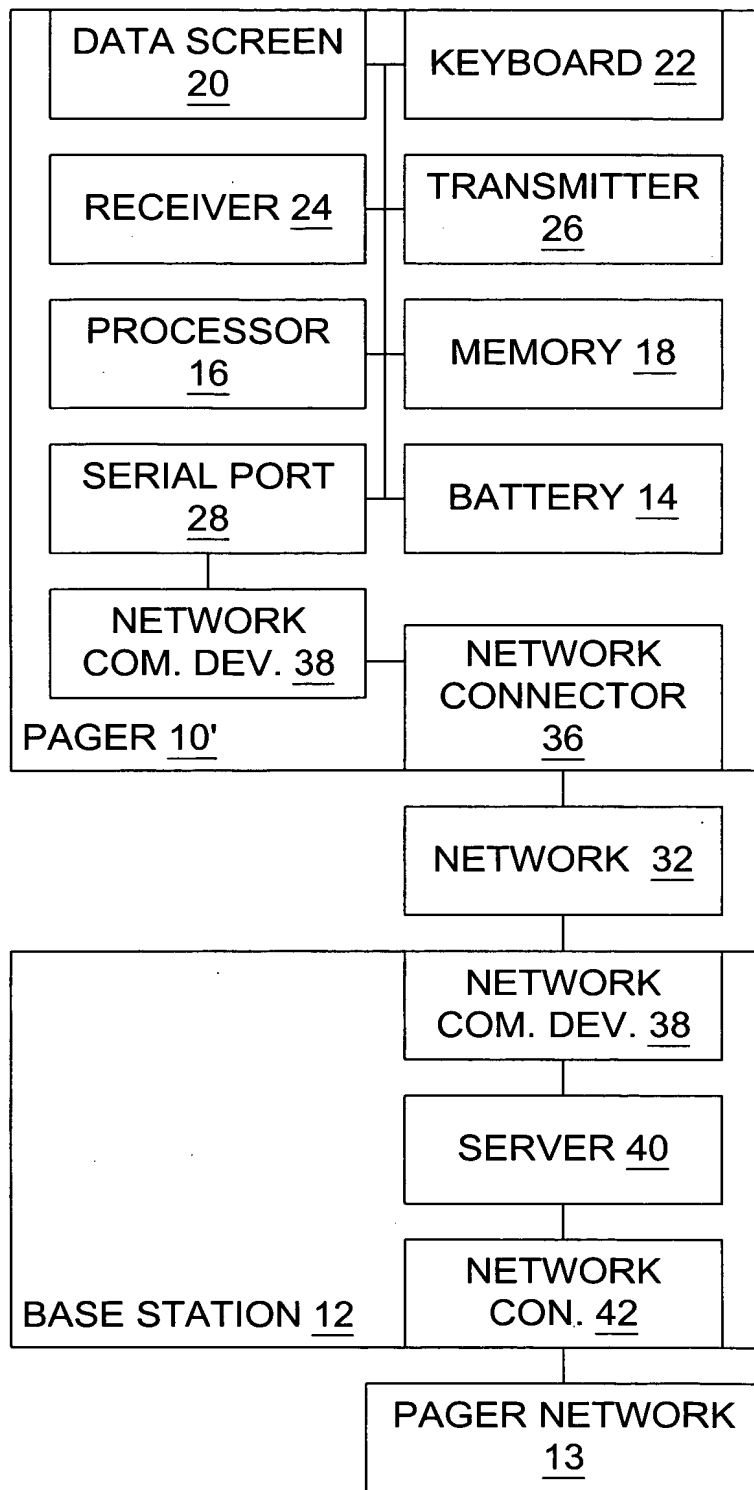 DATA SCREEN
20
KEYBOARD 22
RECEIVER 24
TRANSMITTER
26
PROCESSOR
16
MEMORY 18
SERIAL PORT
28
BATTERY 14
NETWORK
COM. DEV. 38
NETWORK
CONNECTOR
36
PAGER 10'
NETWORK 32
NETWORK
COM. DEV. 38
SERVER 40
NETWORK
CON. 42
BASE STATION 12
PAGER NETWORK
13